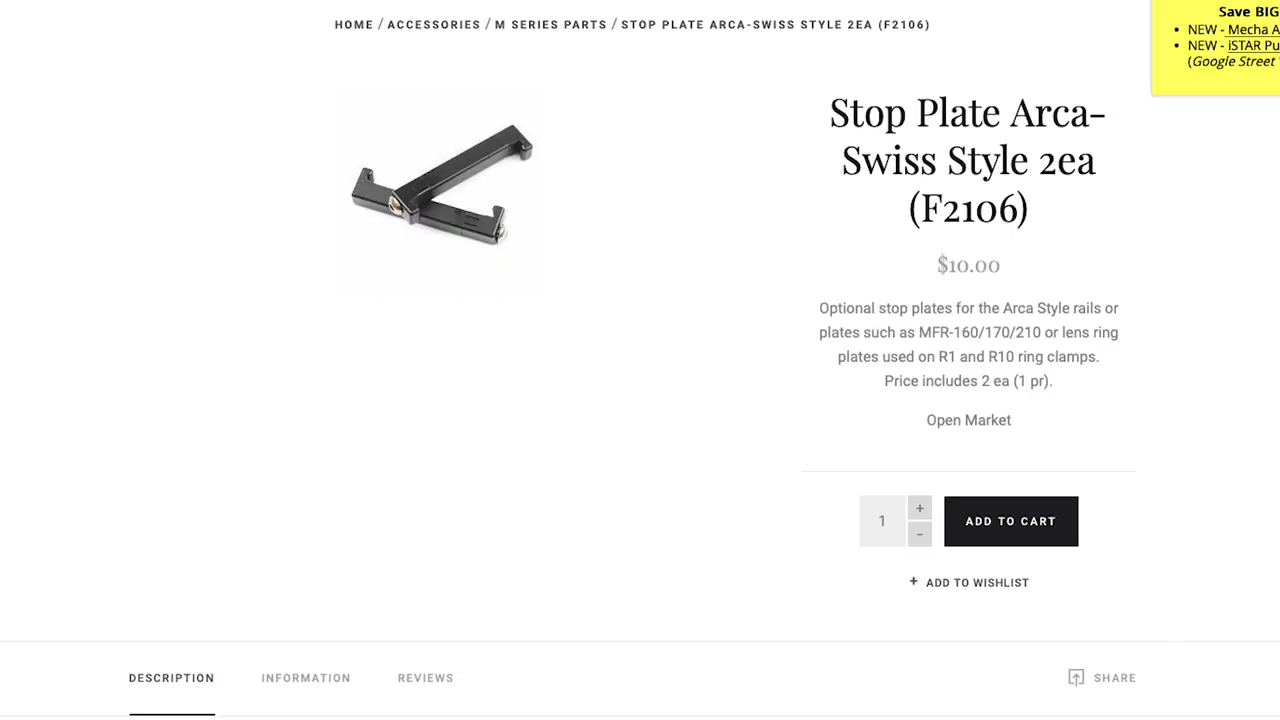 HOME / ACCESSORIES / M SERIES PARTS / STOP PLATE ARCA-SWISS STYLE 2EA (F2106)
Save BIG
• NEW - Mecha A
• NEW - iSTAR Pu
(Google Street
Stop Plate Arca-
Swiss Style 2ea
(F2106)
$10.00
Optional stop plates for the Arca Style rails or
plates such as MFR-160/170/210 or lens ring
plates used on R1 and R10 ring clamps.
Price includes 2 ea (1 pr).
Open Market
1 + −
ADD TO CART
+ ADD TO WISHLIST
DESCRIPTION INFORMATION REVIEWS SHARE